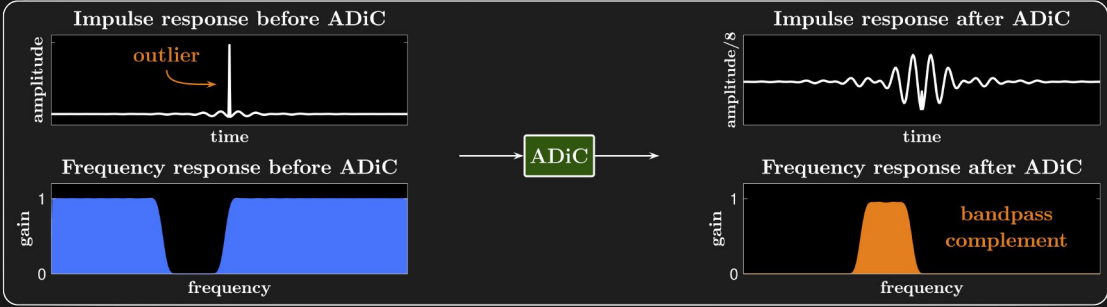 Impulse response before ADiC
amplitude
outlier
time
Frequency response before ADiC
gain
1
0
frequency
ADiC
Impulse response after ADiC
amplitude/8
time
Frequency response after ADiC
gain
1
0
bandpass
complement
frequency